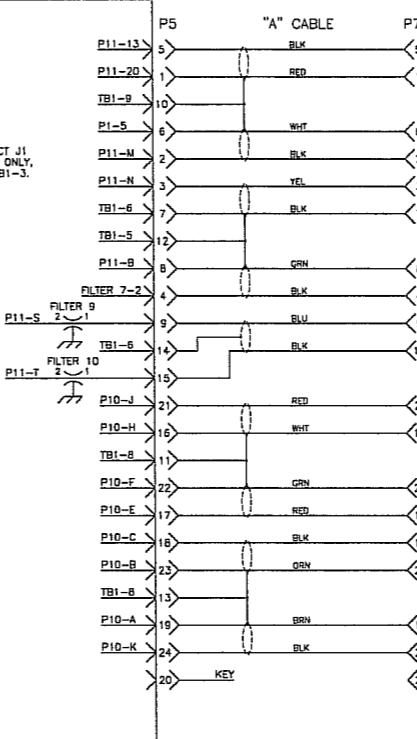 P5 "A" CABLE P7
P11-13 5 BLK
P11-20 1 RED
TB1-9 10
P1-5 6 WHT
P11-M 2 BLK
CT J1
ONLY,
B1-3.
P11-N 3 YEL
TB1-6 7 BLK
TB1-5 12
P11-B 8 GRN
FILTER 7-2 4 BLK
FILTER 9
P11-S 2 1 9 BLU
TB1-6 14 BLK
FILTER 10
P11-T 2 1 15
P10-J 21 RED
P10-H 16 WHT
TB1-8 11
P10-F 22 GRN
P10-E 17 RED
P10-C 18 BLK
P10-B 23 ORN
TB1-8 13
P10-A 19 BRN
P10-K 24 BLK
20 KEY